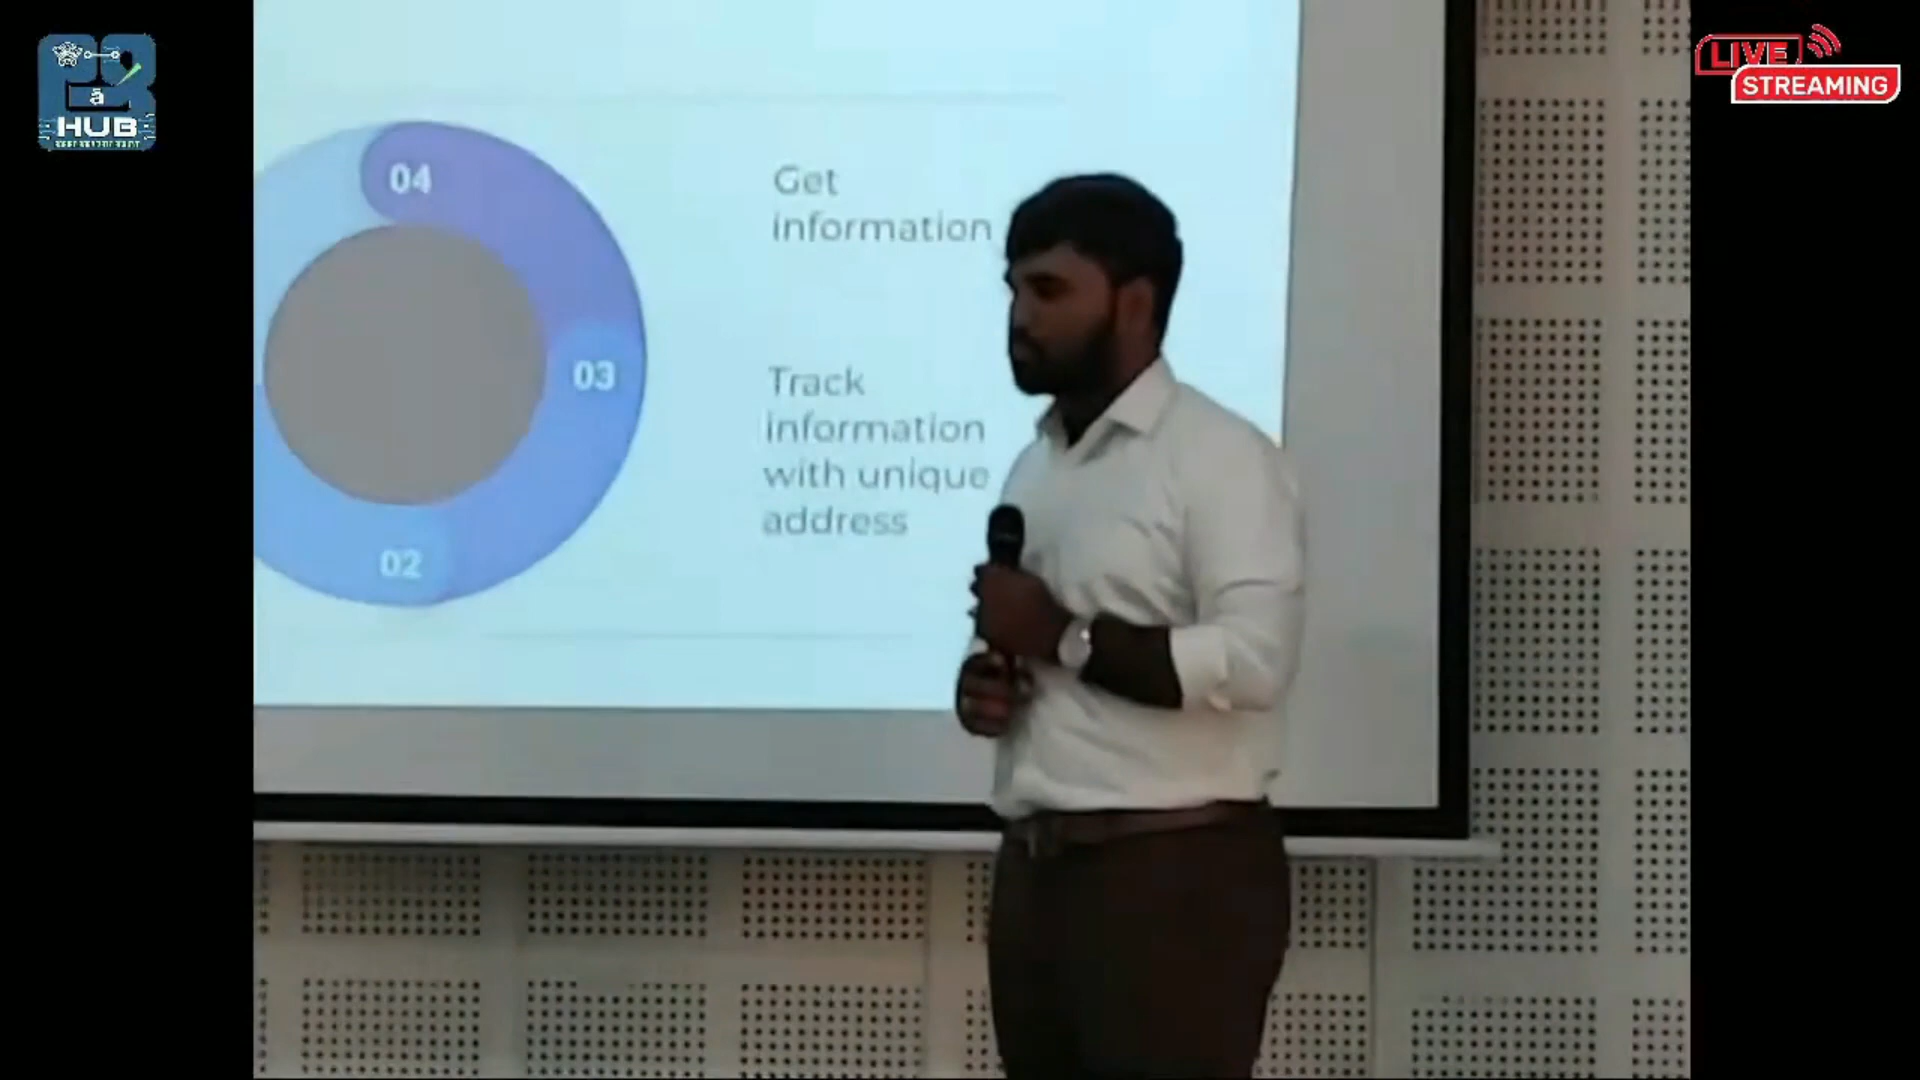 ā
HUB
LIVE
STREAMING
04
Get
information
03
Track
information
with unique
address
02